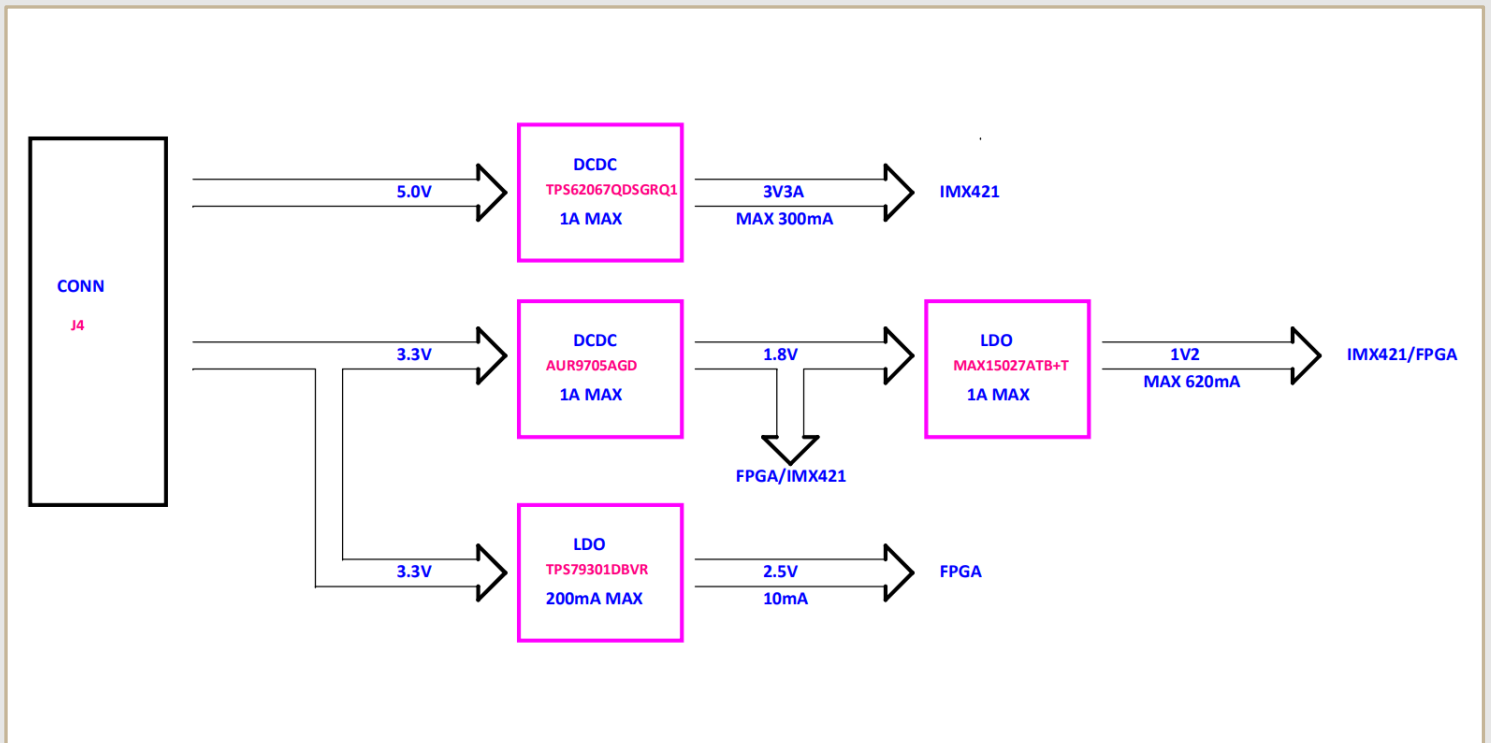 CONN
J4
5.0V
DCDC
TPS62067QDSGRQ1
1A MAX
3V3A
MAX 300mA
IMX421
3.3V
DCDC
AUR9705AGD
1A MAX
1.8V
FPGA/IMX421
LDO
MAX15027ATB+T
1A MAX
1V2
MAX 620mA
IMX421/FPGA
3.3V
LDO
TPS79301DBVR
200mA MAX
2.5V
10mA
FPGA